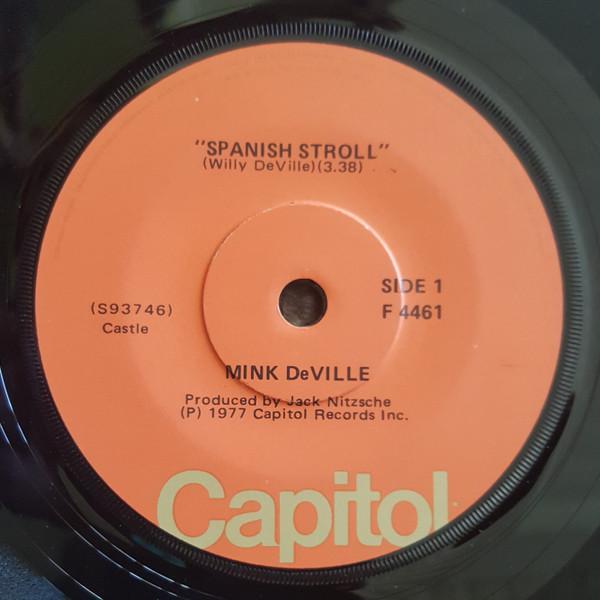 "SPANISH STROLL"
(Willy DeVille)(3.38)
SIDE 1
(S93746)
F 4461
Castle
MINK DeVILLE
Produced by Jack Nitzsche
(P) 1977 Capitol Records Inc.
Capitol